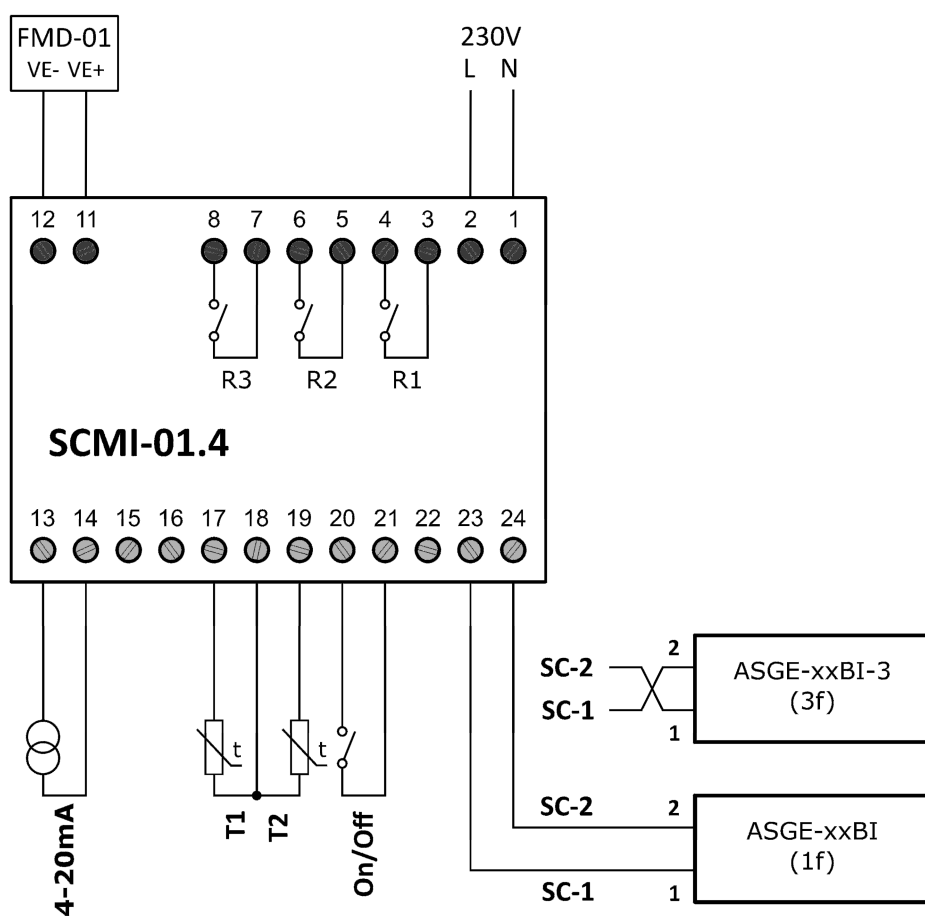 FMD-01
VE- VE+
230V
L N
12 11 8 7 6 5 4 3 2 1
R3 R2 R1
SCMI-01.4
13 14 15 16 17 18 19 20 21 22 23 24
2
SC-2
ASGE-xxBI-3
(3f)
SC-1
1
t t
4-20mA
T1
T2
On/Off
SC-2 2
ASGE-xxBI
(1f)
SC-1 1